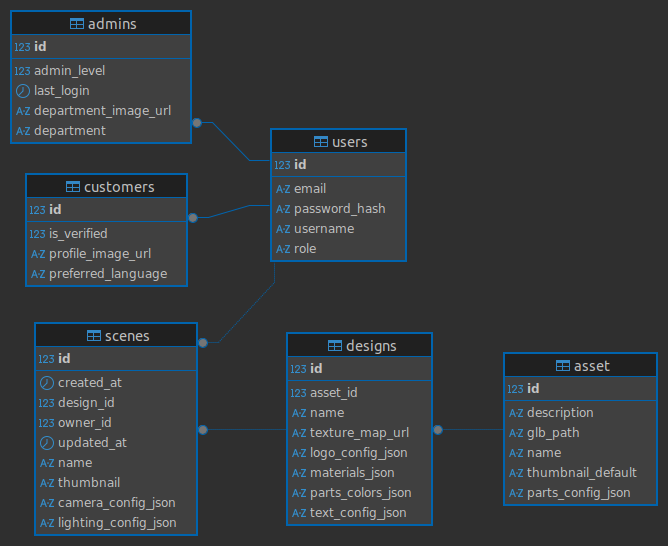 admins
123 id
123 admin_level
last_login
A-Z department_image_url
A-Z department
users
123 id
A-Z email
A-Z password_hash
A-Z username
A-Z role
customers
123 id
123 is_verified
A-Z profile_image_url
A-Z preferred_language
scenes
123 id
created_at
123 design_id
123 owner_id
updated_at
A-Z name
A-Z thumbnail
A-Z camera_config_json
A-Z lighting_config_json
designs
123 id
123 asset_id
A-Z name
A-Z texture_map_url
A-Z logo_config_json
A-Z materials_json
A-Z parts_colors_json
A-Z text_config_json
asset
123 id
A-Z description
A-Z glb_path
A-Z name
A-Z thumbnail_default
A-Z parts_config_json